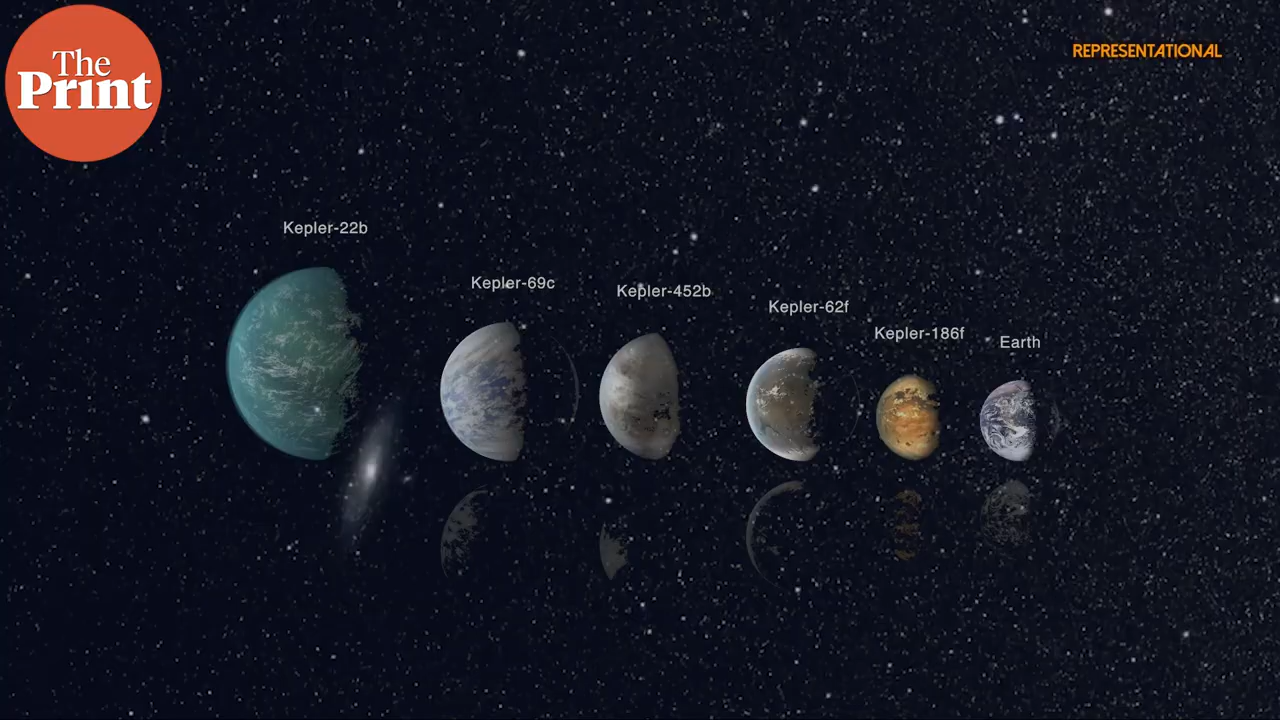 The
Print
REPRESENTATIONAL
Kepler-22b
Kepler-69c
Kepler-452b
Kepler-62f
Kepler-186f
Earth